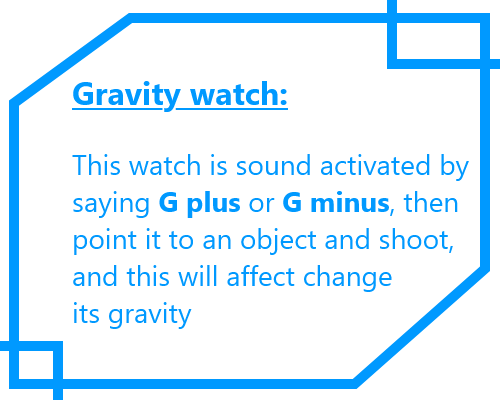 Gravity watch:
This watch is sound activated by
saying G plus or G minus, then
point it to an object and shoot,
and this will affect change
its gravity